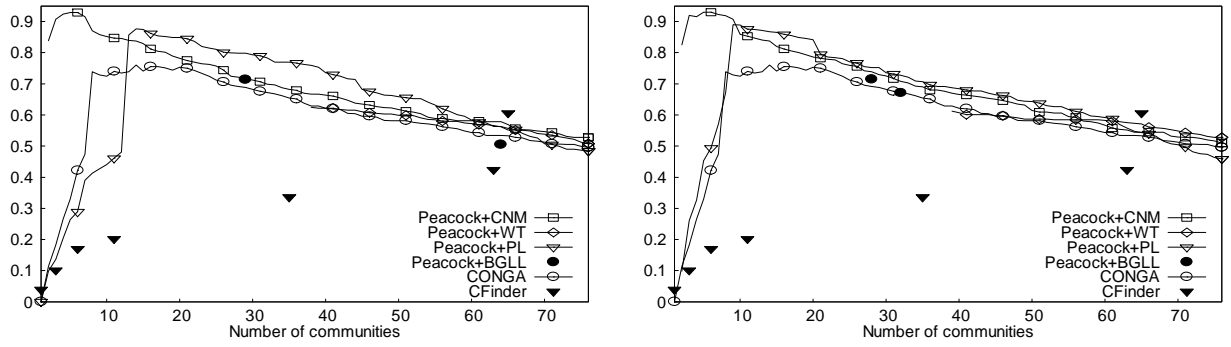 0.9
0.8
0.7
0.6
0.5
0.4
0.3
0.2
0.1
0
Peacock+CNM
Peacock+WT
Peacock+PL
Peacock+BGLL
CONGA
CFinder
10 20 30 40 50 60 70
Number of communities
0.9
0.8
0.7
0.6
0.5
0.4
0.3
0.2
0.1
0
Peacock+CNM
Peacock+WT
Peacock+PL
Peacock+BGLL
CONGA
CFinder
10 20 30 40 50 60 70
Number of communities